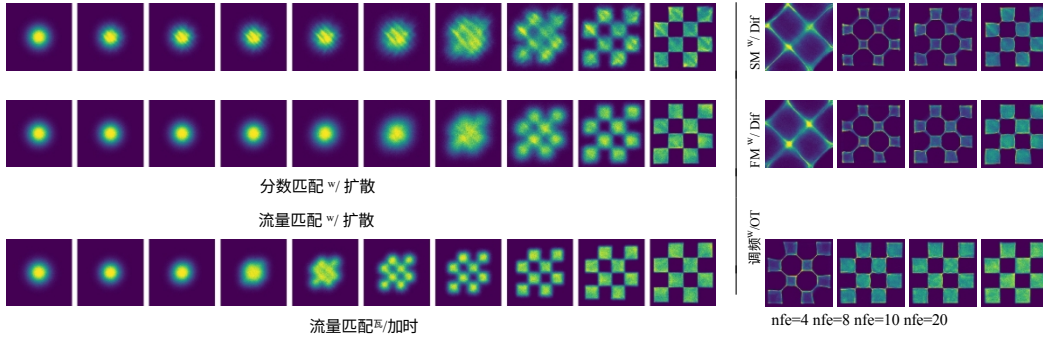 分数匹配 w/ 扩散
流量匹配 w/ 扩散
流量匹配瓦/加时
SM w/ Dif
FM w/ Dif
调频w/OT
nfe=4 nfe=8 nfe=10 nfe=20